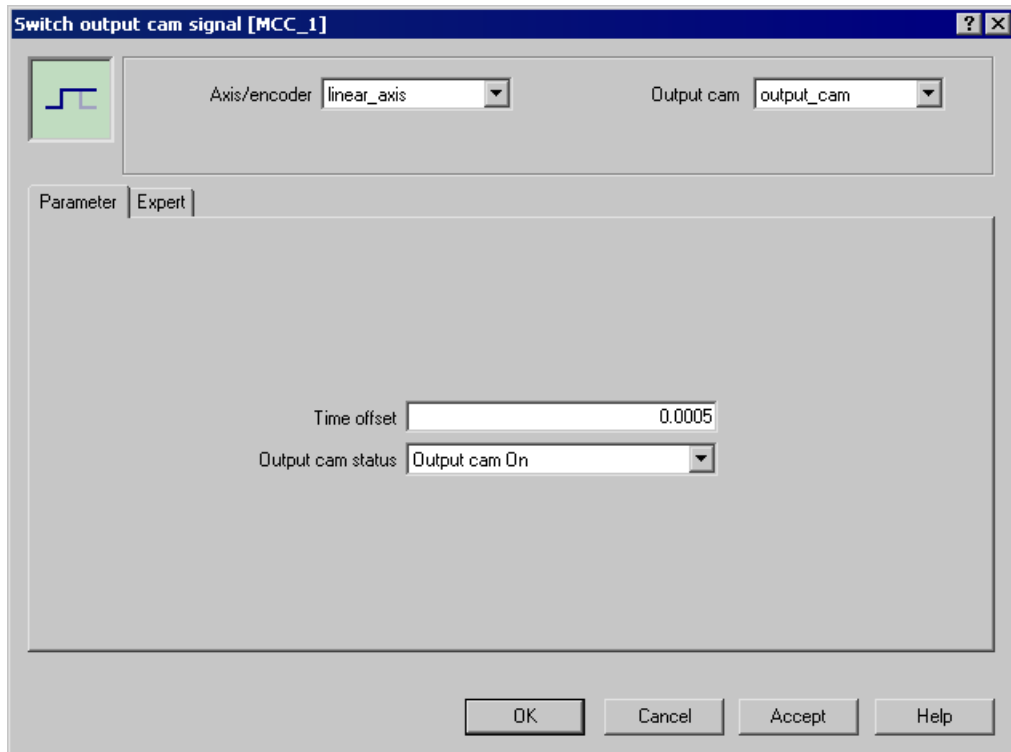 Switch output cam signal [MCC_1]
Axis/encoder linear_axis Output cam output_cam
Parameter Expert
Time offset 0.0005
Output cam status Output cam On
OK Cancel Accept Help